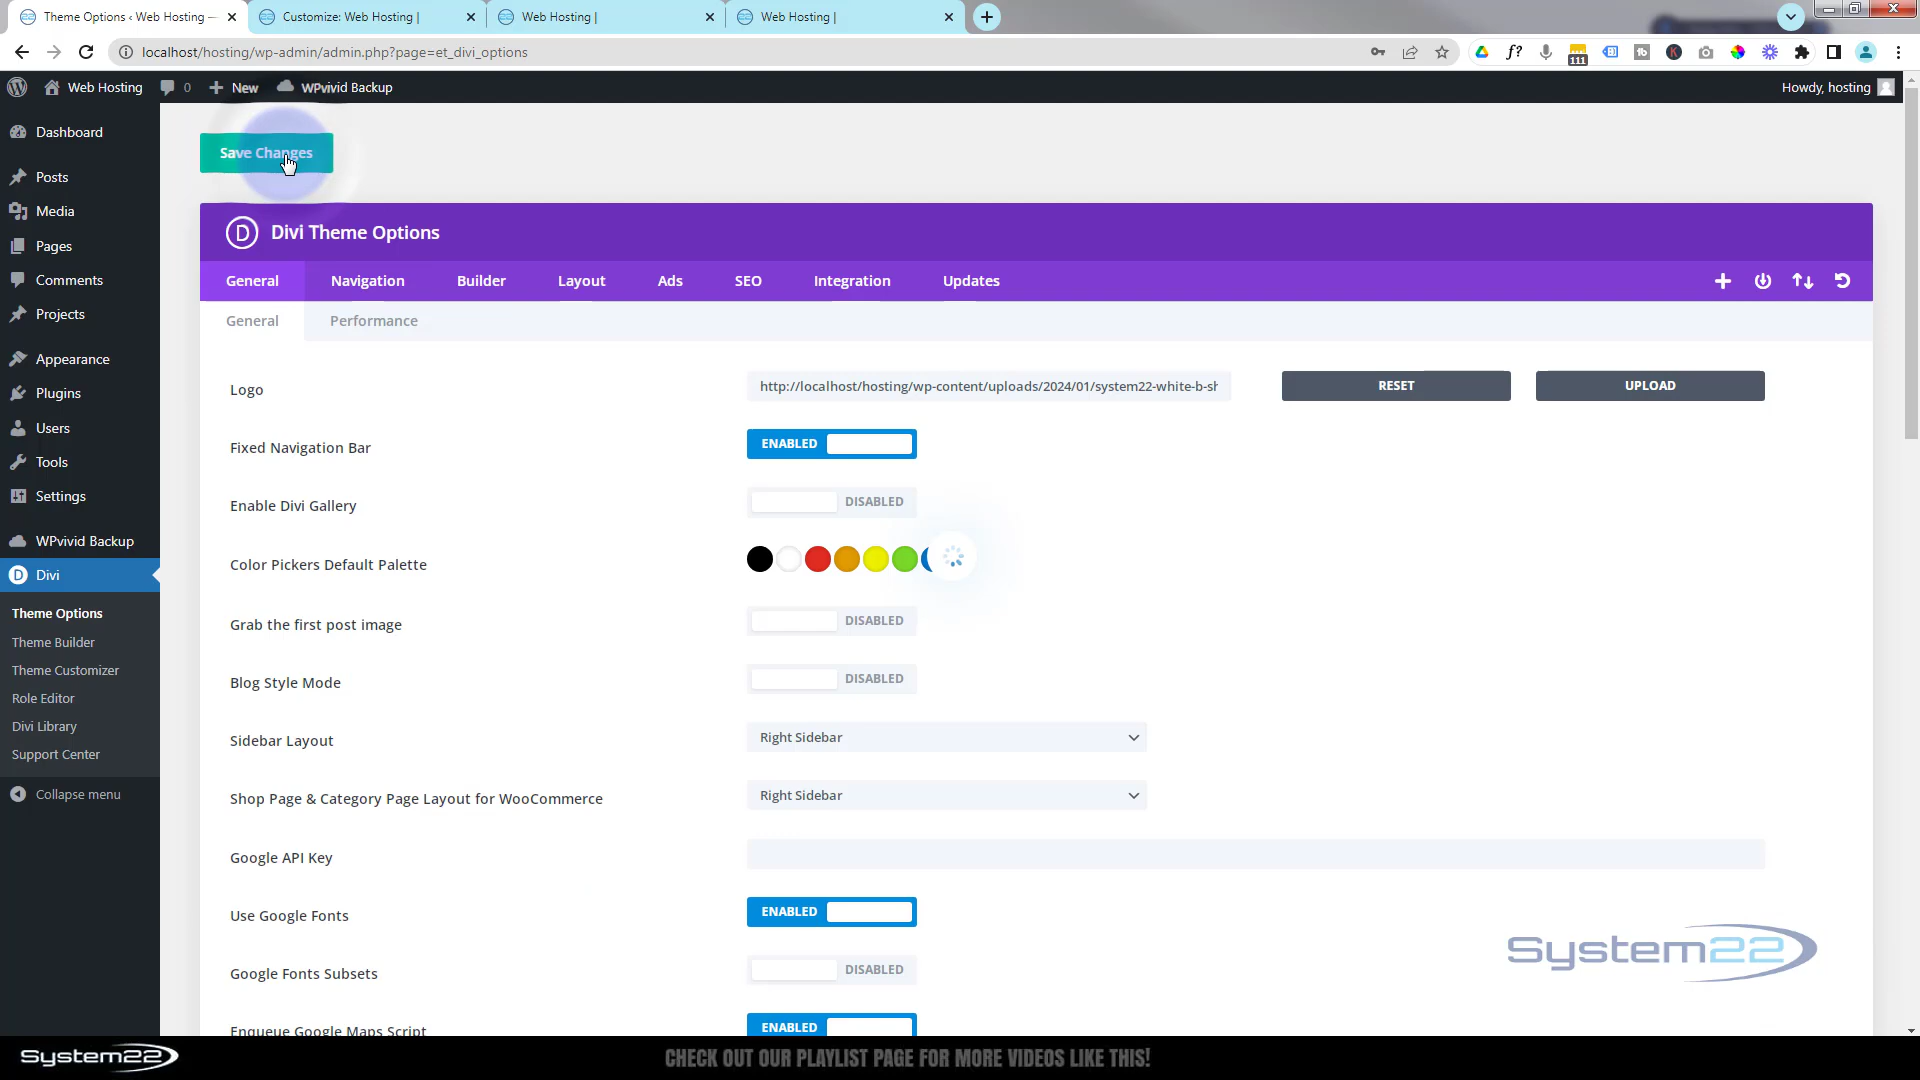 Theme Options ‹ Web Hosting —
Customize: Web Hosting |
Web Hosting |
Web Hosting |
localhost/hosting/wp-admin/admin.php?page=et_divi_options
111
Web Hosting
0
New
WPvivid Backup
Howdy, hosting
Dashboard
Posts
Media
Pages
Comments
Projects
Appearance
Plugins
Users
Tools
Settings
WPvivid Backup
Divi
Theme Options
Theme Builder
Theme Customizer
Role Editor
Divi Library
Support Center
Collapse menu
Save Changes
D Divi Theme Options
General
Navigation
Builder
Layout
Ads
SEO
Integration
Updates
General
Performance
Logo
http://localhost/hosting/wp-content/uploads/2024/01/system22-white-b-sh
RESET
UPLOAD
Fixed Navigation Bar
ENABLED
Enable Divi Gallery
DISABLED
Color Pickers Default Palette
Grab the first post image
DISABLED
Blog Style Mode
DISABLED
Sidebar Layout
Right Sidebar
Shop Page & Category Page Layout for WooCommerce
Right Sidebar
Google API Key
Use Google Fonts
ENABLED
Google Fonts Subsets
DISABLED
Enqueue Google Maps Script
ENABLED
System22
System22
CHECK OUT OUR PLAYLIST PAGE FOR MORE VIDEOS LIKE THIS!